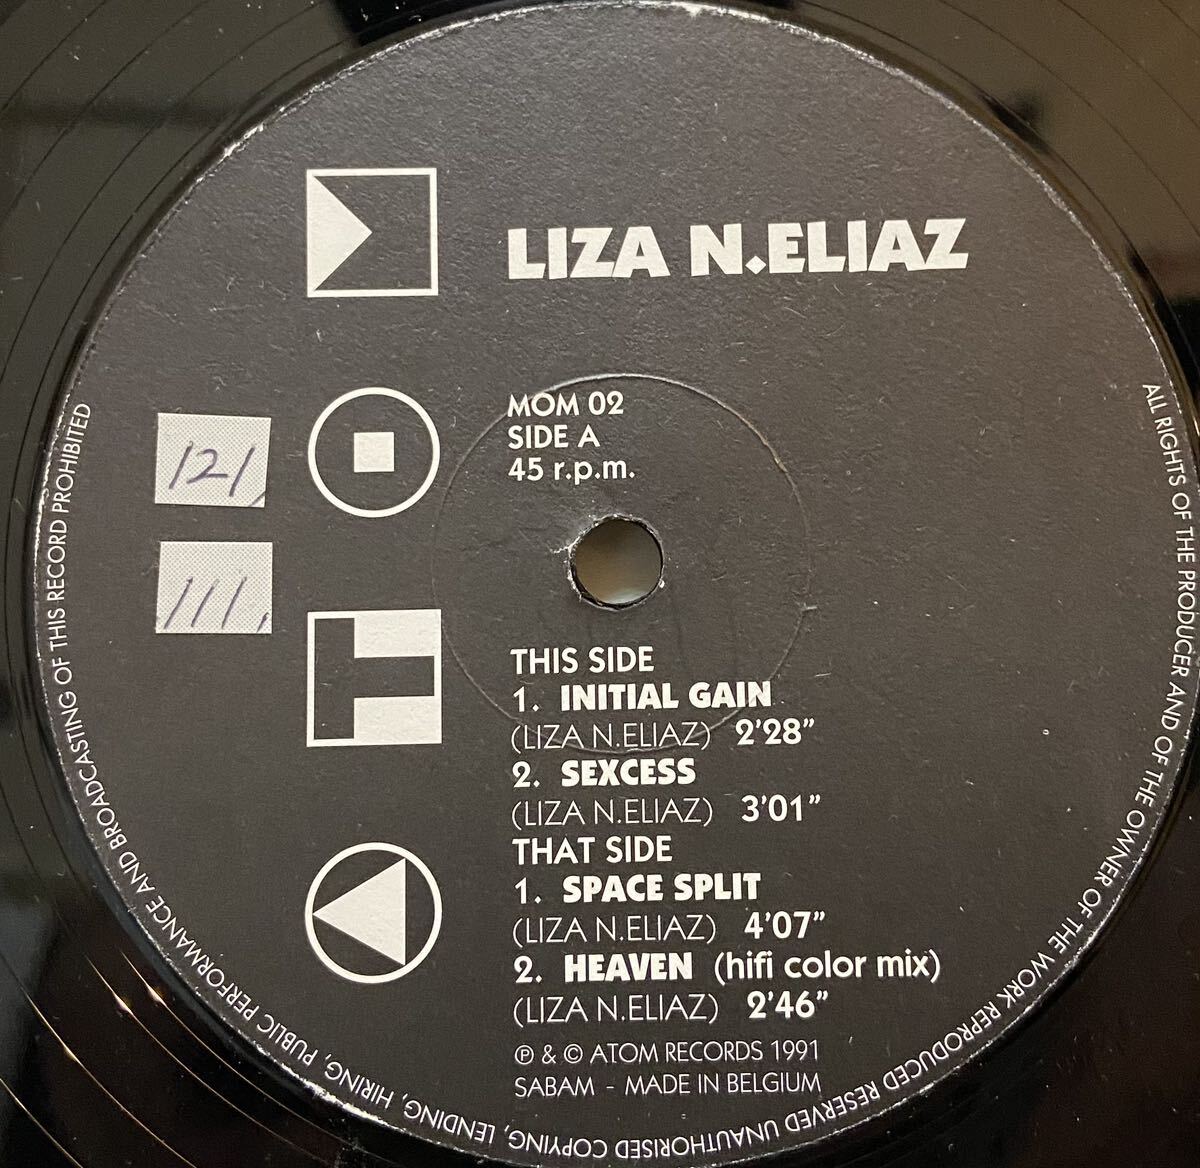 LIZA N.ELIAZ
MOM 02
SIDE A
45 r.p.m.
121
111
THIS SIDE
1. INITIAL GAIN
(LIZA N.ELIAZ) 2'28"
2. SEXCESS
(LIZA N.ELIAZ) 3'01"
THAT SIDE
1. SPACE SPLIT
(LIZA N.ELIAZ) 4'07"
2. HEAVEN (hifi color mix)
(LIZA N.ELIAZ) 2'46"
℗ & © ATOM RECORDS 1991
SABAM - MADE IN BELGIUM
ALL RIGHTS OF THE PRODUCER AND OF THE OWNER OF THE WORK REPRODUCED RESERVED UNAUTHORISED COPYING, LENDING, HIRING, PUBLIC PERFORMANCE AND BROADCASTING OF THIS RECORD PROHIBITED